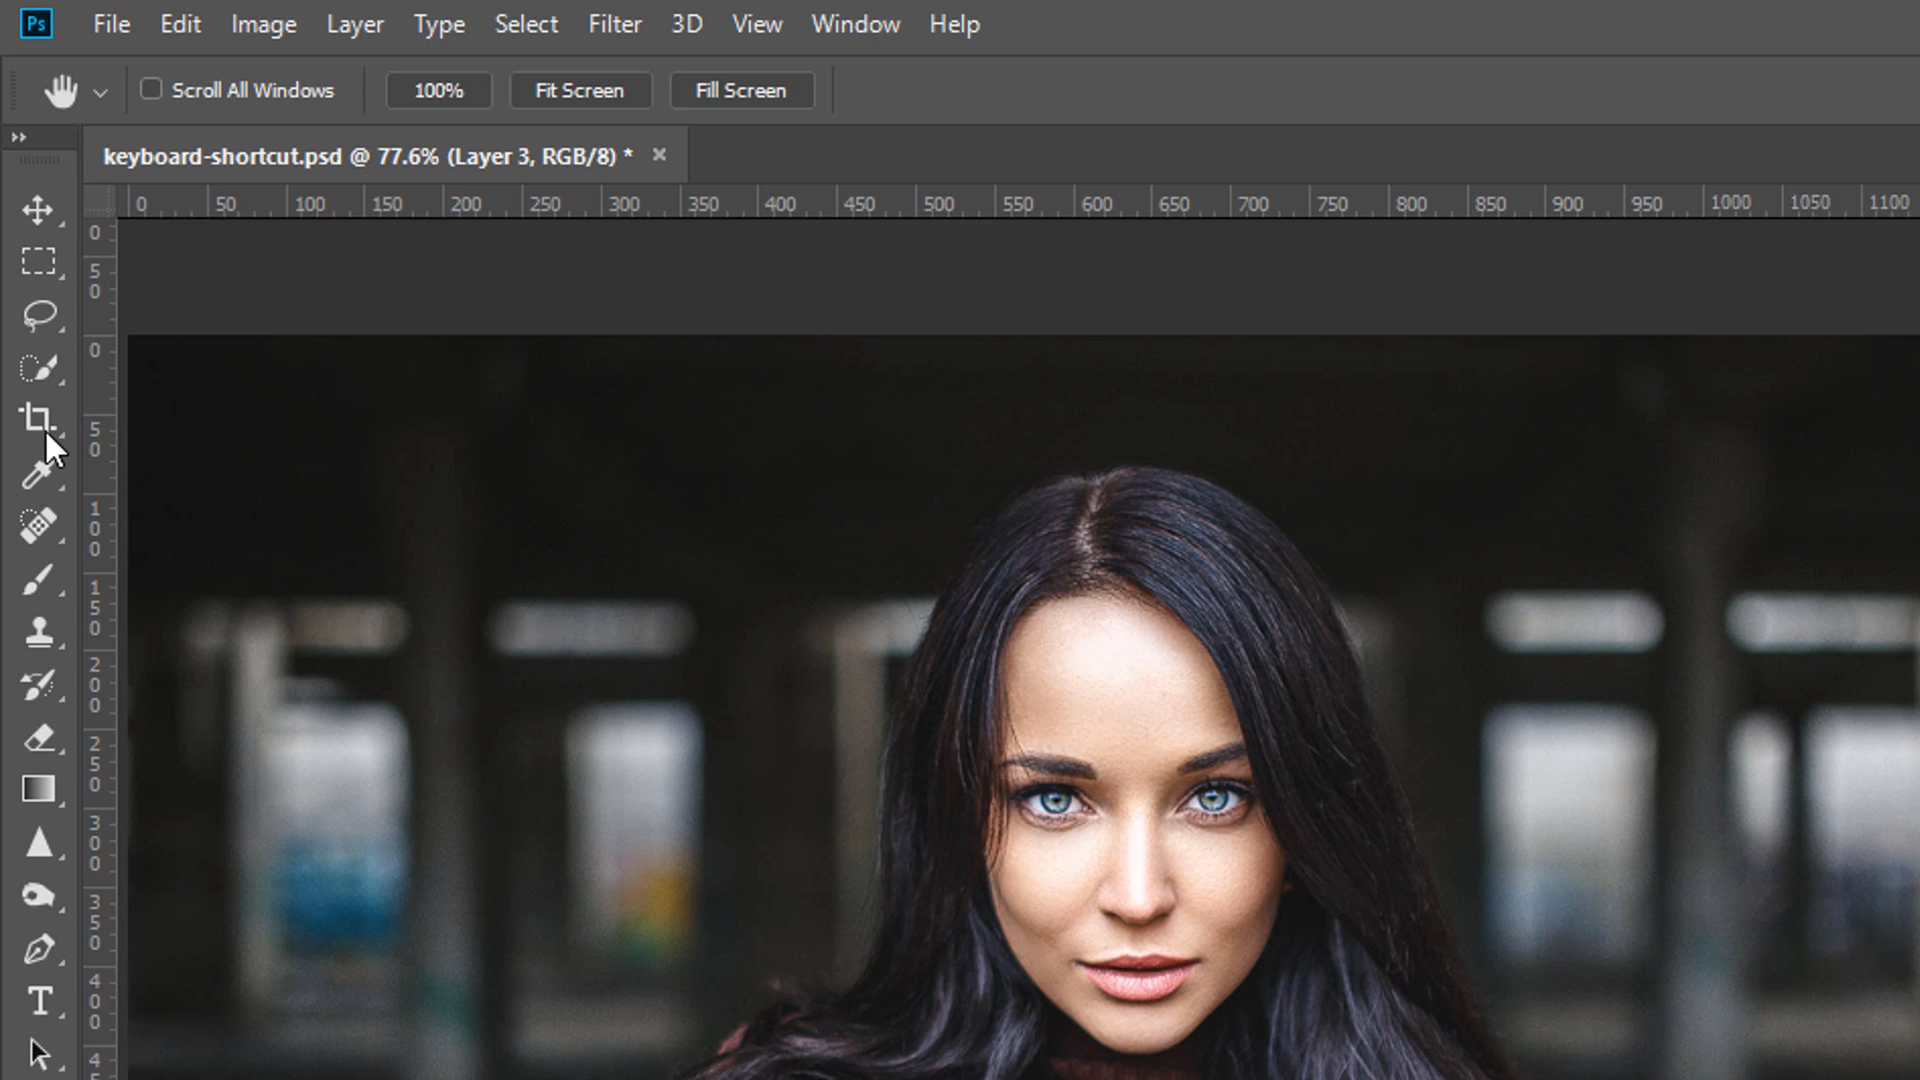 Ps File Edit Image Layer Type Select Filter 3D View Window Help
Scroll All Windows 100% Fit Screen Fill Screen
keyboard-shortcut.psd @ 77.6% (Layer 3, RGB/8) * ×
0 50 100 150 200 250 300 350 400 450 500 550 600 650 700 750 800 850 900 950 1000 1050 1100
0
50
0
50
100
150
200
250
300
350
400
T